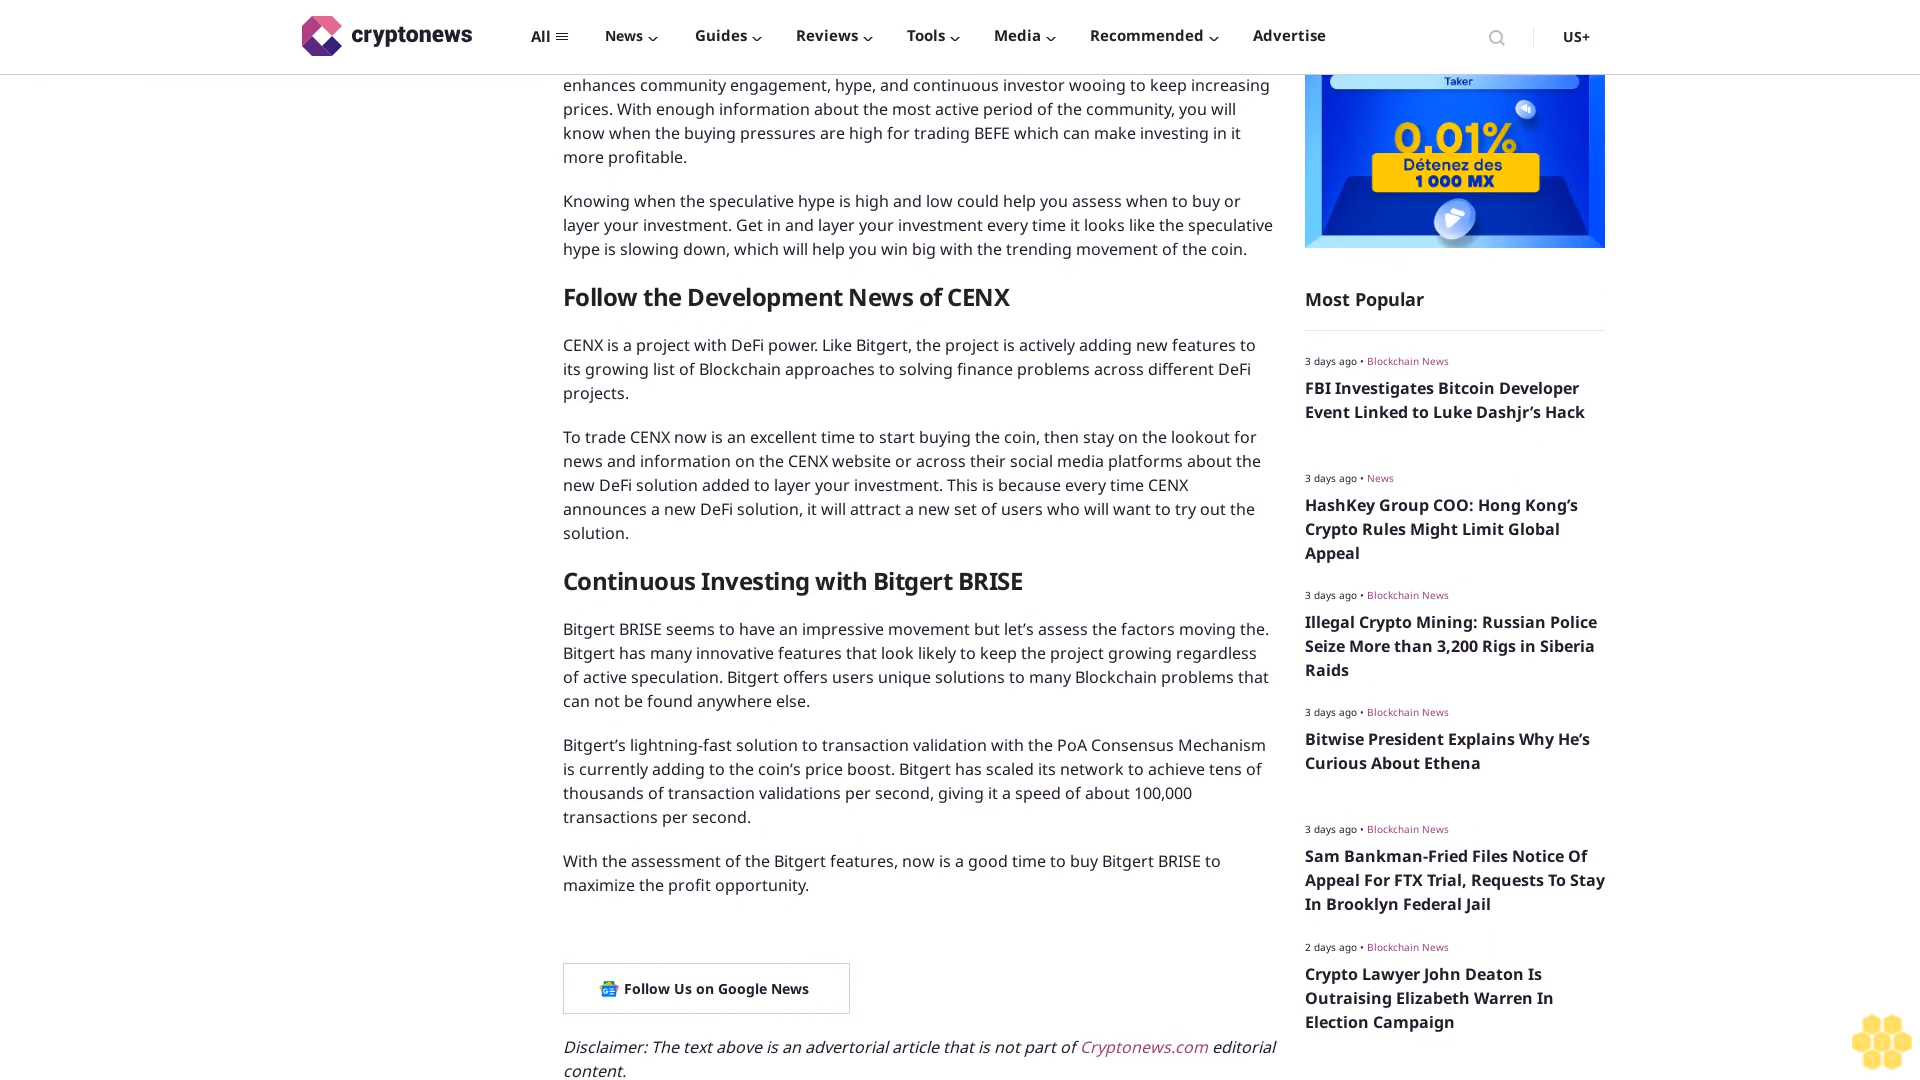 cryptonews
All
News
Guides
Reviews
Tools
Media
Recommended
Advertise
US+
enhances community engagement, hype, and continuous investor wooing to keep increasing
prices. With enough information about the most active period of the community, you will
know when the buying pressures are high for trading BEFE which can make investing in it
more profitable.
Knowing when the speculative hype is high and low could help you assess when to buy or
layer your investment. Get in and layer your investment every time it looks like the speculative
hype is slowing down, which will help you win big with the trending movement of the coin.
Follow the Development News of CENX
CENX is a project with DeFi power. Like Bitgert, the project is actively adding new features to
its growing list of Blockchain approaches to solving finance problems across different DeFi
projects.
To trade CENX now is an excellent time to start buying the coin, then stay on the lookout for
news and information on the CENX website or across their social media platforms about the
new DeFi solution added to layer your investment. This is because every time CENX
announces a new DeFi solution, it will attract a new set of users who will want to try out the
solution.
Continuous Investing with Bitgert BRISE
Bitgert BRISE seems to have an impressive movement but let’s assess the factors moving the.
Bitgert has many innovative features that look likely to keep the project growing regardless
of active speculation. Bitgert offers users unique solutions to many Blockchain problems that
can not be found anywhere else.
Bitgert’s lightning-fast solution to transaction validation with the PoA Consensus Mechanism
is currently adding to the coin’s price boost. Bitgert has scaled its network to achieve tens of
thousands of transaction validations per second, giving it a speed of about 100,000
transactions per second.
With the assessment of the Bitgert features, now is a good time to buy Bitgert BRISE to
maximize the profit opportunity.
Follow Us on Google News
Disclaimer: The text above is an advertorial article that is not part of Cryptonews.com editorial
content.
Taker
0.01%
Détenez des
1 000 MX
Most Popular
3 days ago • Blockchain News
FBI Investigates Bitcoin Developer
Event Linked to Luke Dashjr’s Hack
3 days ago • News
HashKey Group COO: Hong Kong’s
Crypto Rules Might Limit Global
Appeal
3 days ago • Blockchain News
Illegal Crypto Mining: Russian Police
Seize More than 3,200 Rigs in Siberia
Raids
3 days ago • Blockchain News
Bitwise President Explains Why He’s
Curious About Ethena
3 days ago • Blockchain News
Sam Bankman-Fried Files Notice Of
Appeal For FTX Trial, Requests To Stay
In Brooklyn Federal Jail
2 days ago • Blockchain News
Crypto Lawyer John Deaton Is
Outraising Elizabeth Warren In
Election Campaign